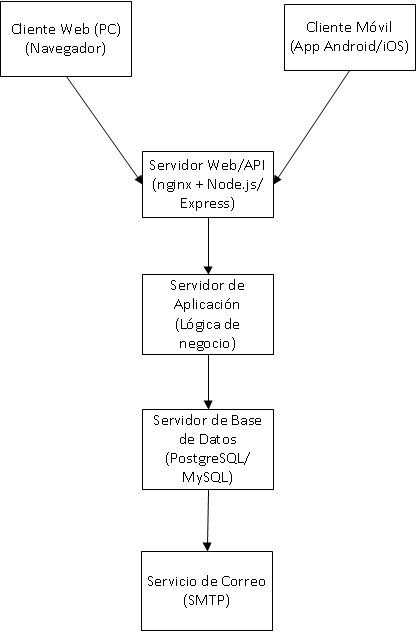 Cliente Web (PC)
(Navegador)
Cliente Móvil
(App Android/iOS)
Servidor Web/API
(nginx + Node.js/
Express)
Servidor de
Aplicación
(Lógica de
negocio)
Servidor de Base
de Datos
(PostgreSQL/
MySQL)
Servicio de Correo
(SMTP)